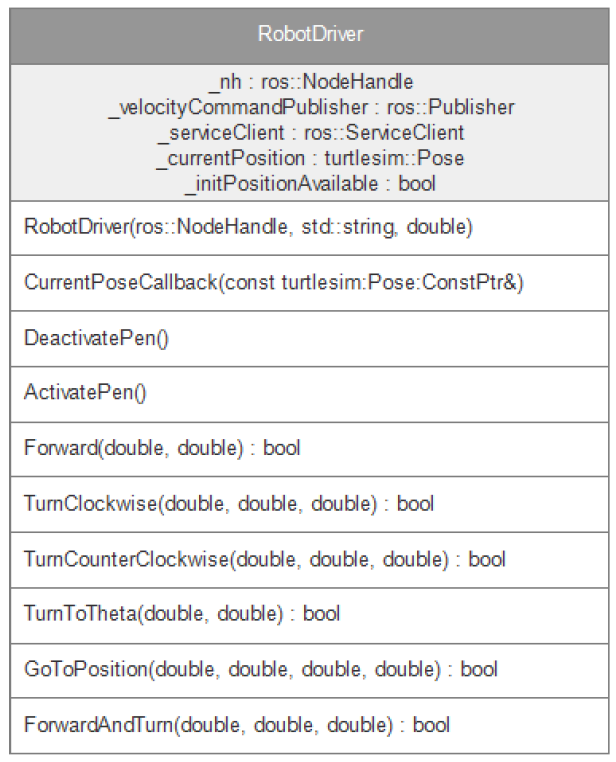 RobotDriver
_nh : ros::NodeHandle
_velocityCommandPublisher : ros::Publisher
_serviceClient : ros::ServiceClient
_currentPosition : turtlesim::Pose
_initPositionAvailable : bool
RobotDriver(ros::NodeHandle, std::string, double)
CurrentPoseCallback(const turtlesim:Pose:ConstPtr&)
DeactivatePen()
ActivatePen()
Forward(double, double) : bool
TurnClockwise(double, double, double) : bool
TurnCounterClockwise(double, double, double) : bool
TurnToTheta(double, double) : bool
GoToPosition(double, double, double, double) : bool
ForwardAndTurn(double, double, double) : bool